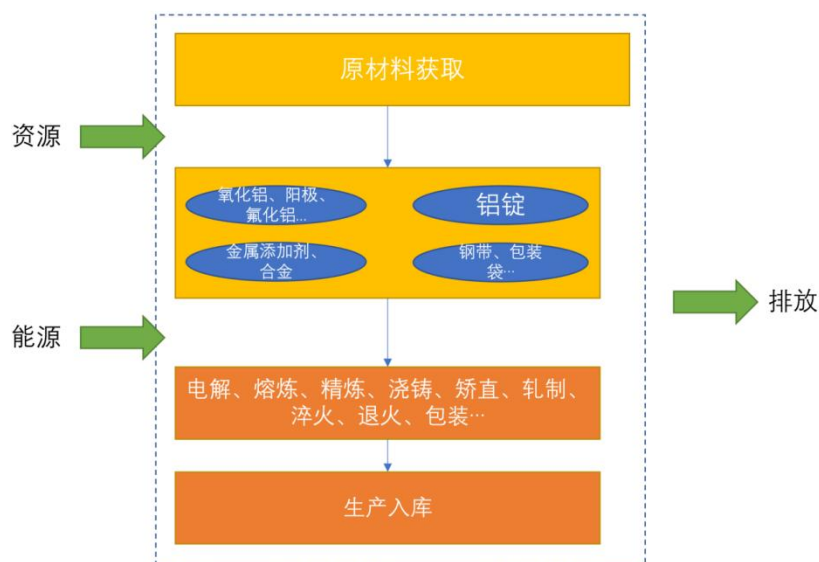 原材料获取
资源
氧化铝、阳极、
氟化铝...
铝锭
金属添加剂、
合金
钢带、包装
袋...
排放
能源
电解、熔炼、精炼、浇铸、矫直、轧制、
淬火、退火、包装...
生产入库